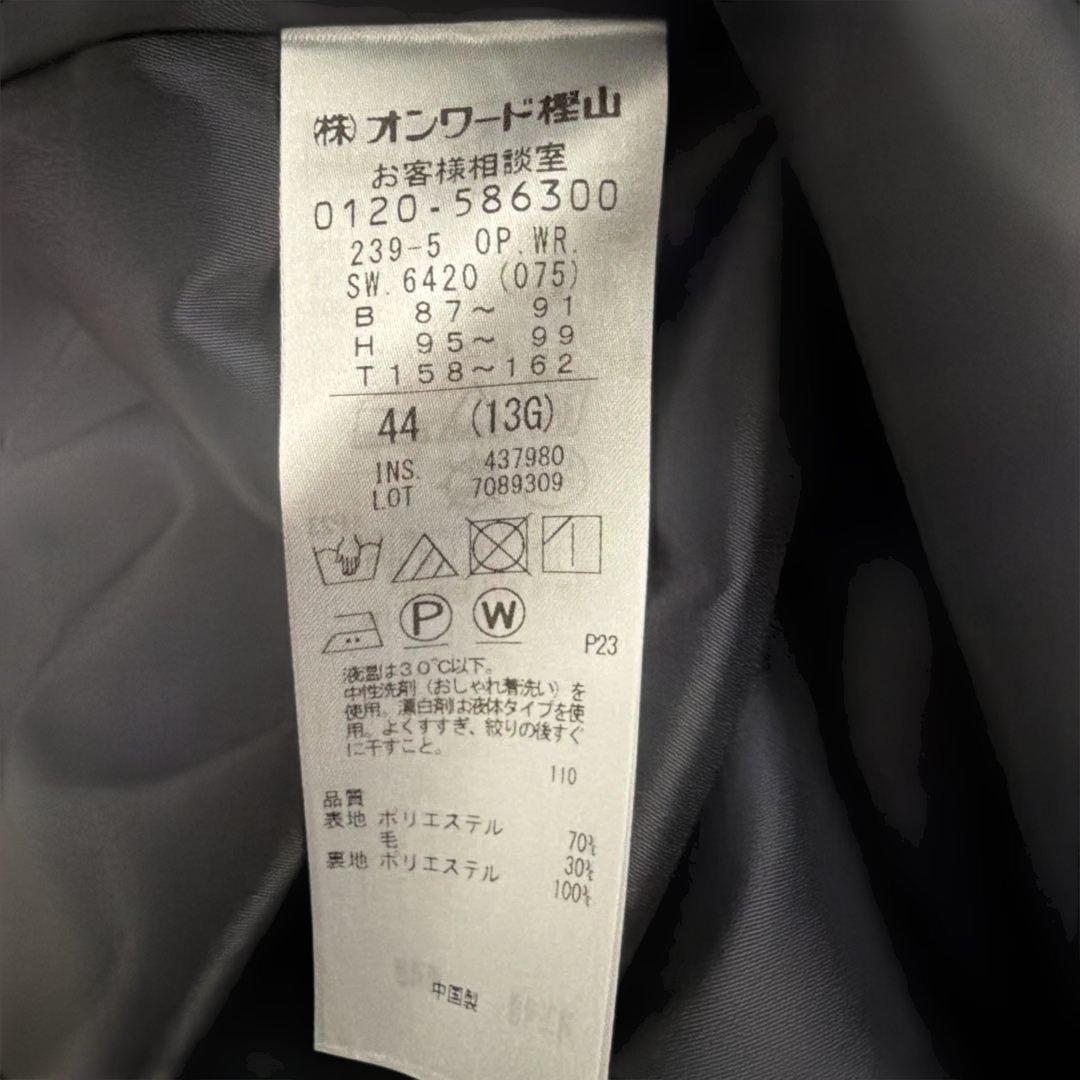 ㈱オンワード樫山
お客様相談室
0120-586300
239-5 OP.WR.
SW.6420 (075)
B 87～ 91
H 95～ 99
T158～162
44 (13G)
INS. 437980
LOT 7089309
P W
P23
液温は30℃以下。
中性洗剤（おしゃれ着洗い）を
使用。漂白剤は液体タイプを使
用。よくすすぎ、絞りの後すぐ
に干すこと。
110
品質
表地 ポリエステル 70%
毛 30%
裏地 ポリエステル 100%
中国製